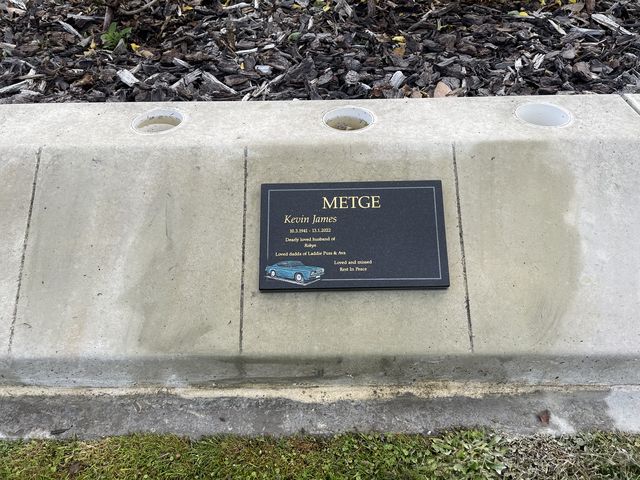 METGE
Kevin James
10.3.1941 - 13.1.2022
Dearly loved husband of
Robyn
Loved dadda of Laddie Puss & Ava
Loved and missed
Rest In Peace